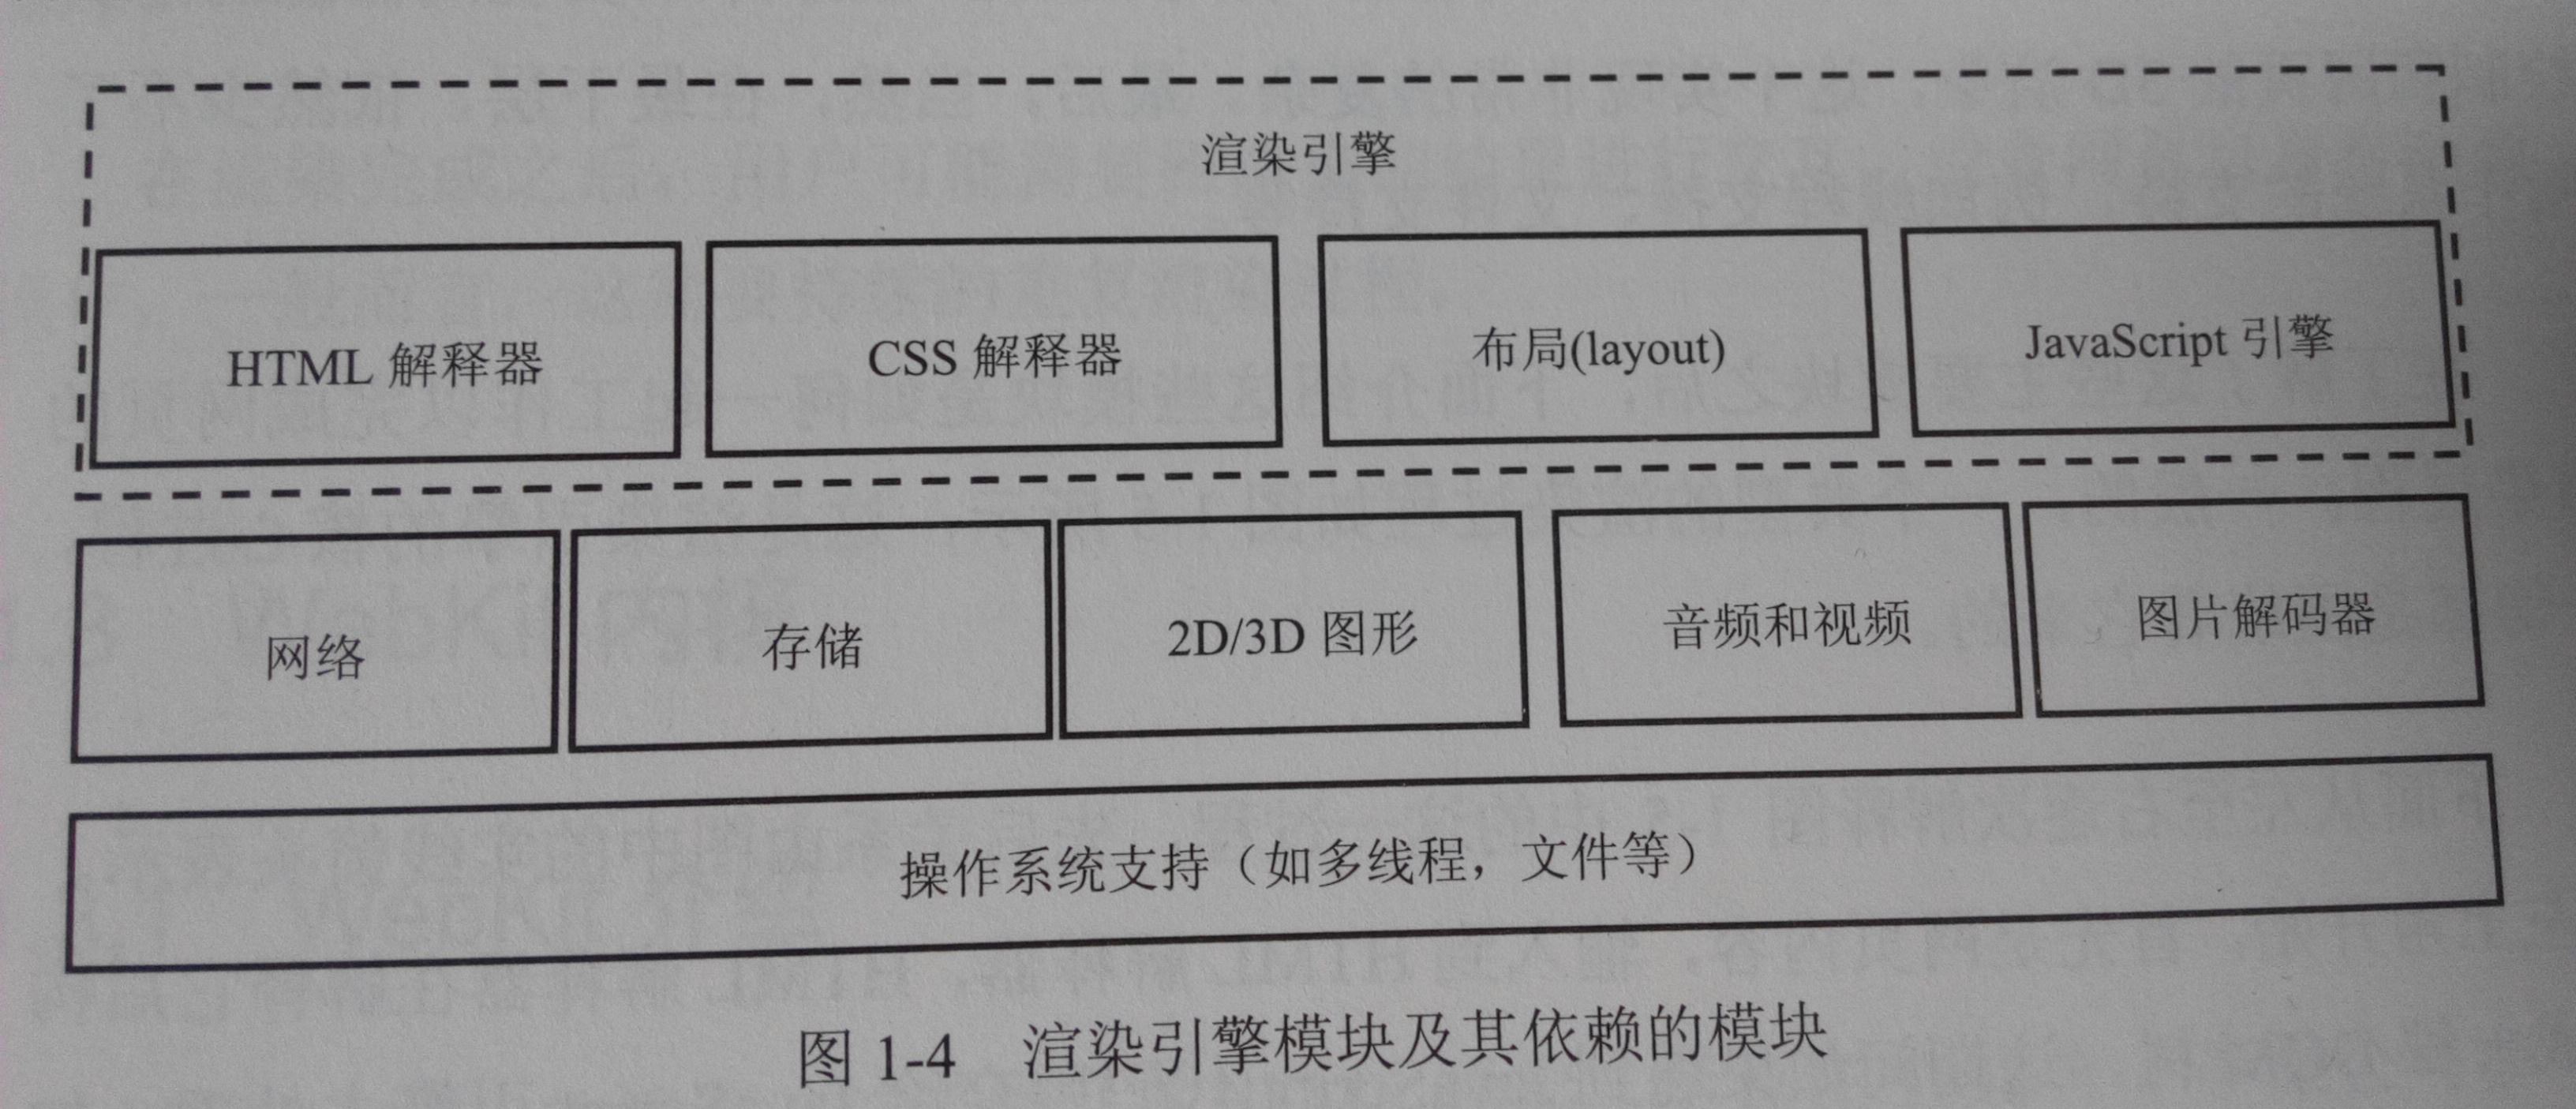 渲染引擎
HTML 解释器
CSS 解释器
布局(layout)
JavaScript 引擎
网络
存储
2D/3D 图形
音频和视频
图片解码器
操作系统支持（如多线程，文件等）
图 1-4 渲染引擎模块及其依赖的模块